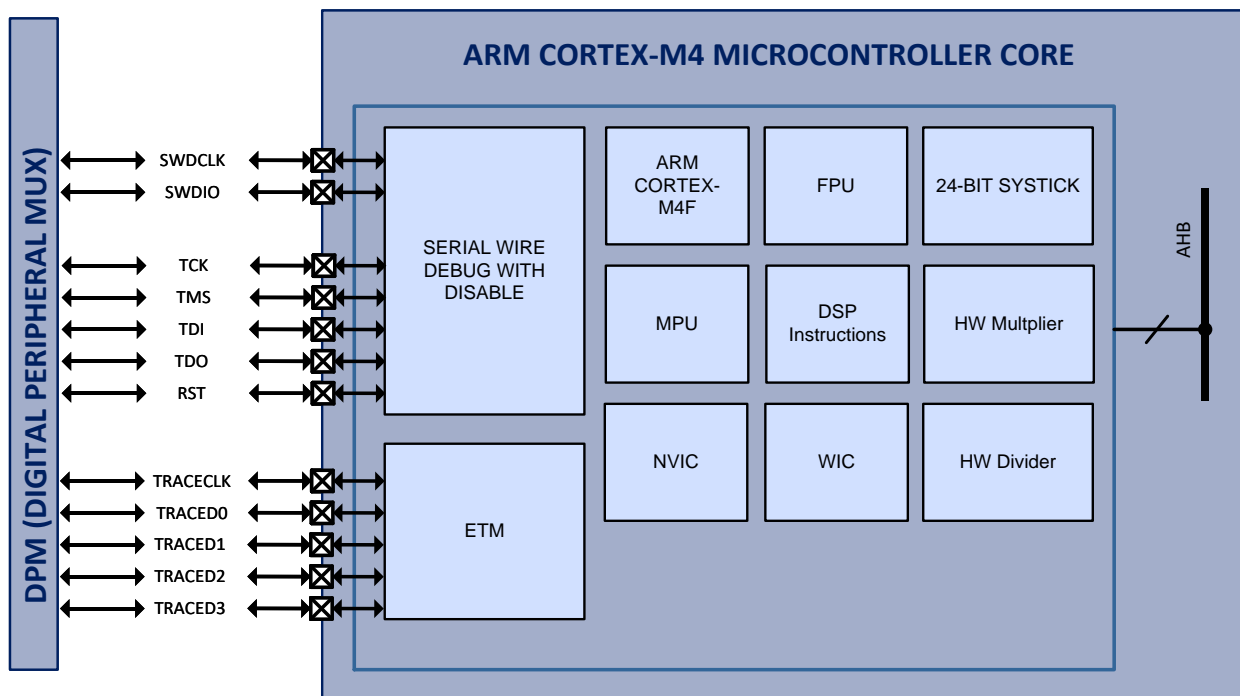 ARM CORTEX-M4 MICROCONTROLLER CORE
DPM (DIGITAL PERIPHERAL MUX)
SWDCLK
SWDIO
TCK
TMS
TDI
TDO
RST
TRACECLK
TRACED0
TRACED1
TRACED2
TRACED3
SERIAL WIRE
DEBUG WITH
DISABLE
ETM
ARM
CORTEX-
M4F
FPU
24-BIT SYSTICK
MPU
DSP
Instructions
HW Multplier
NVIC
WIC
HW Divider
AHB